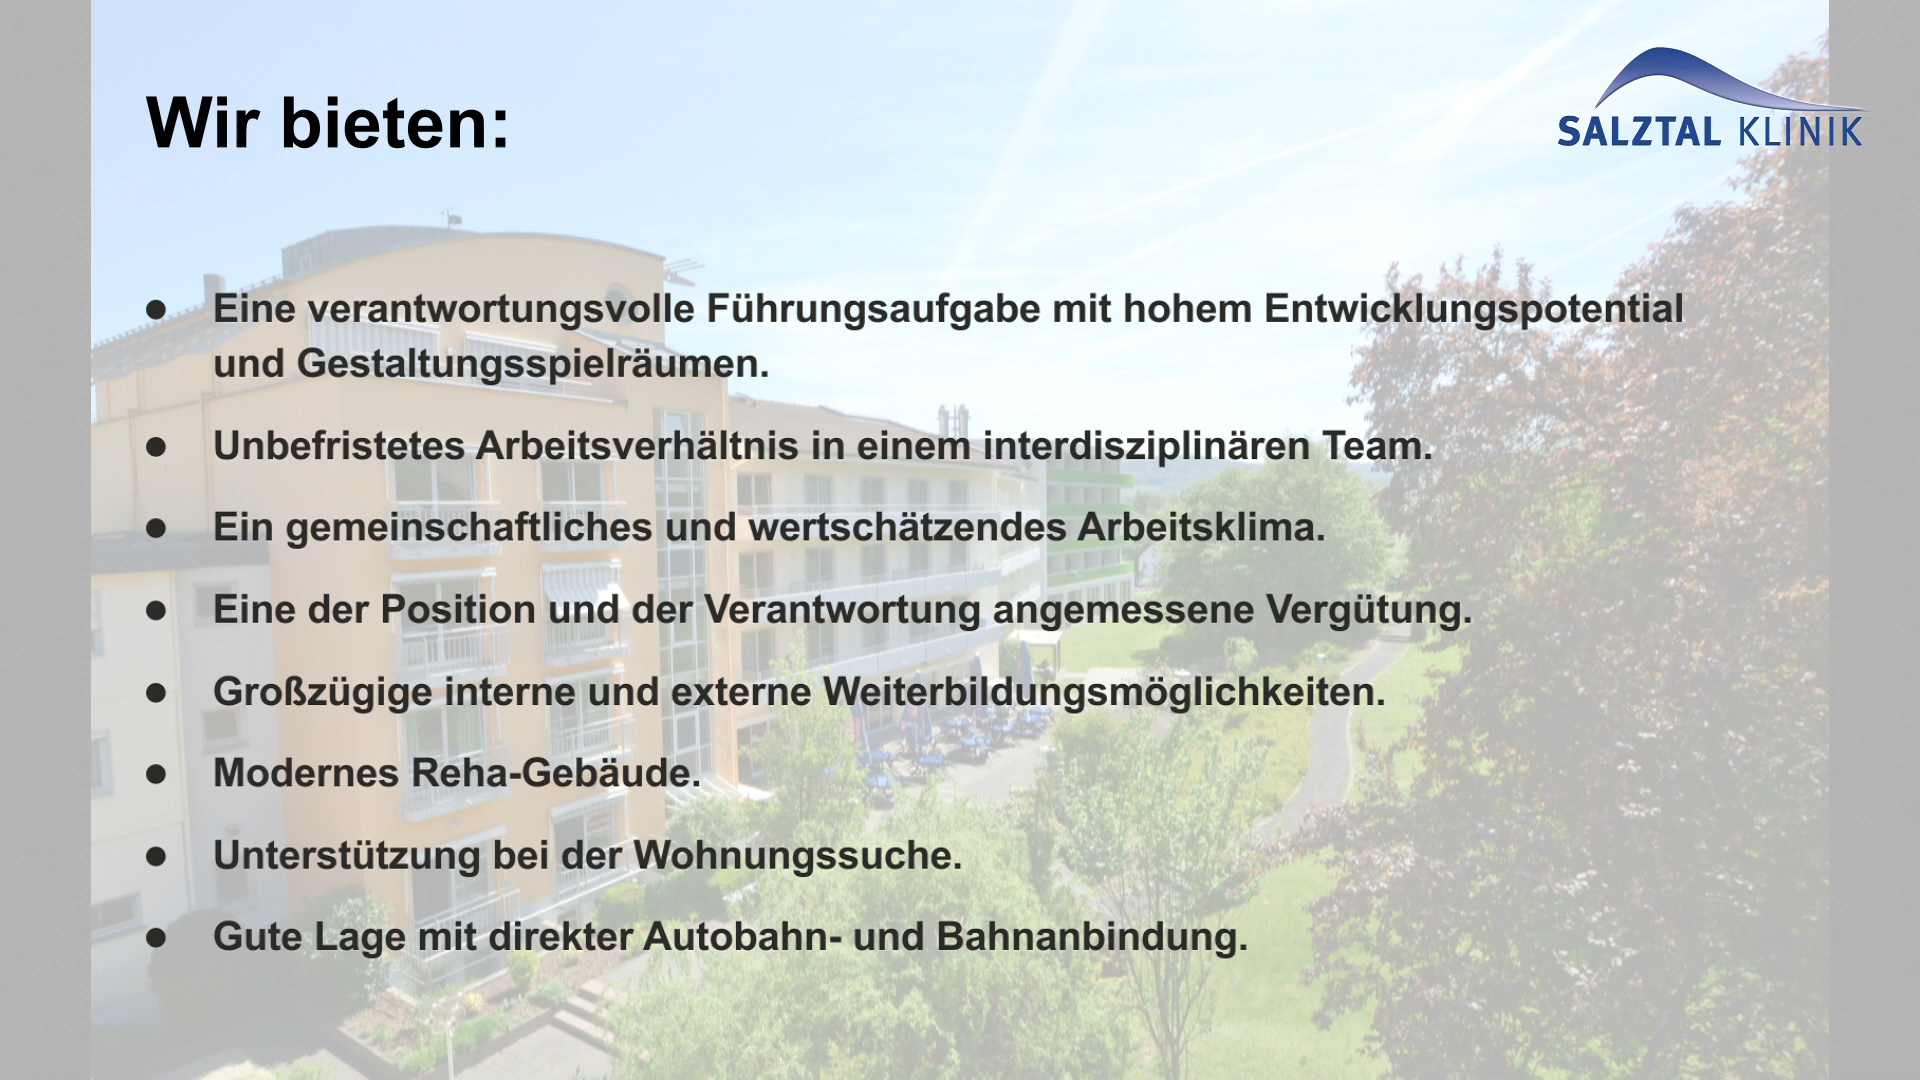 Wir bieten:
SALZTAL KLINIK
● Eine verantwortungsvolle Führungsaufgabe mit hohem Entwicklungspotential
und Gestaltungsspielräumen.
● Unbefristetes Arbeitsverhältnis in einem interdisziplinären Team.
● Ein gemeinschaftliches und wertschätzendes Arbeitsklima.
● Eine der Position und der Verantwortung angemessene Vergütung.
● Großzügige interne und externe Weiterbildungsmöglichkeiten.
● Modernes Reha-Gebäude.
● Unterstützung bei der Wohnungssuche.
● Gute Lage mit direkter Autobahn- und Bahnanbindung.